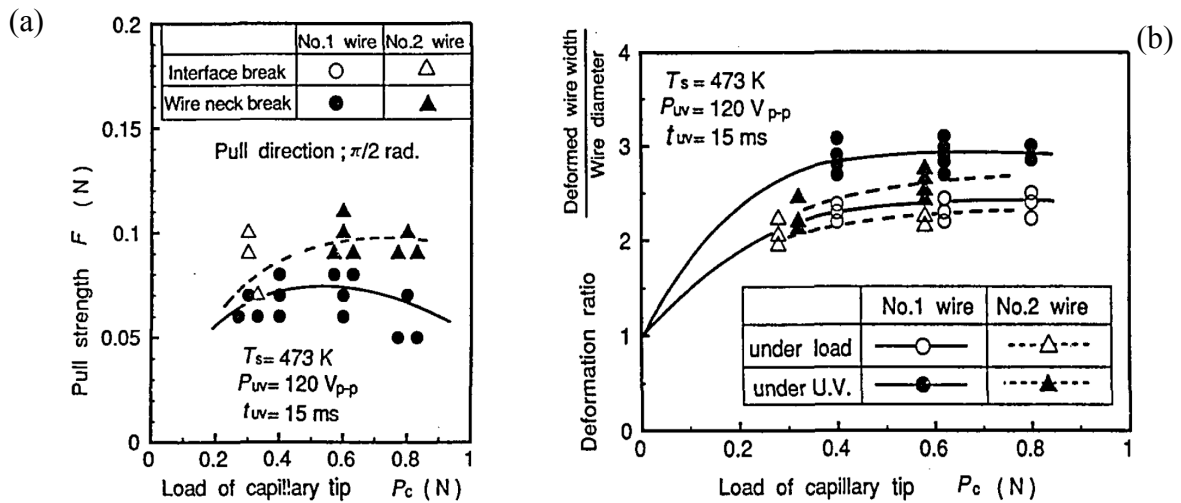 (a)
0.2
0.15
0.10
0.05
0
Pull strength F (N)
No.1 wire No.2 wire
Interface break
Wire neck break
Pull direction ; π/2 rad.
Ts= 473 K
Puv= 120 Vp-p
tuv= 15 ms
0 0.2 0.4 0.6 0.8 1
Load of capillary tip Pc ( N )
(b)
4
3
2
1
0
Deformation ratio Deformed wire width
Wire diameter
Ts= 473 K
Puv= 120 Vp-p
tuv= 15 ms
No.1 wire No.2 wire
under load
under U.V.
0 0.2 0.4 0.6 0.8 1
Load of capillary tip Pc ( N )